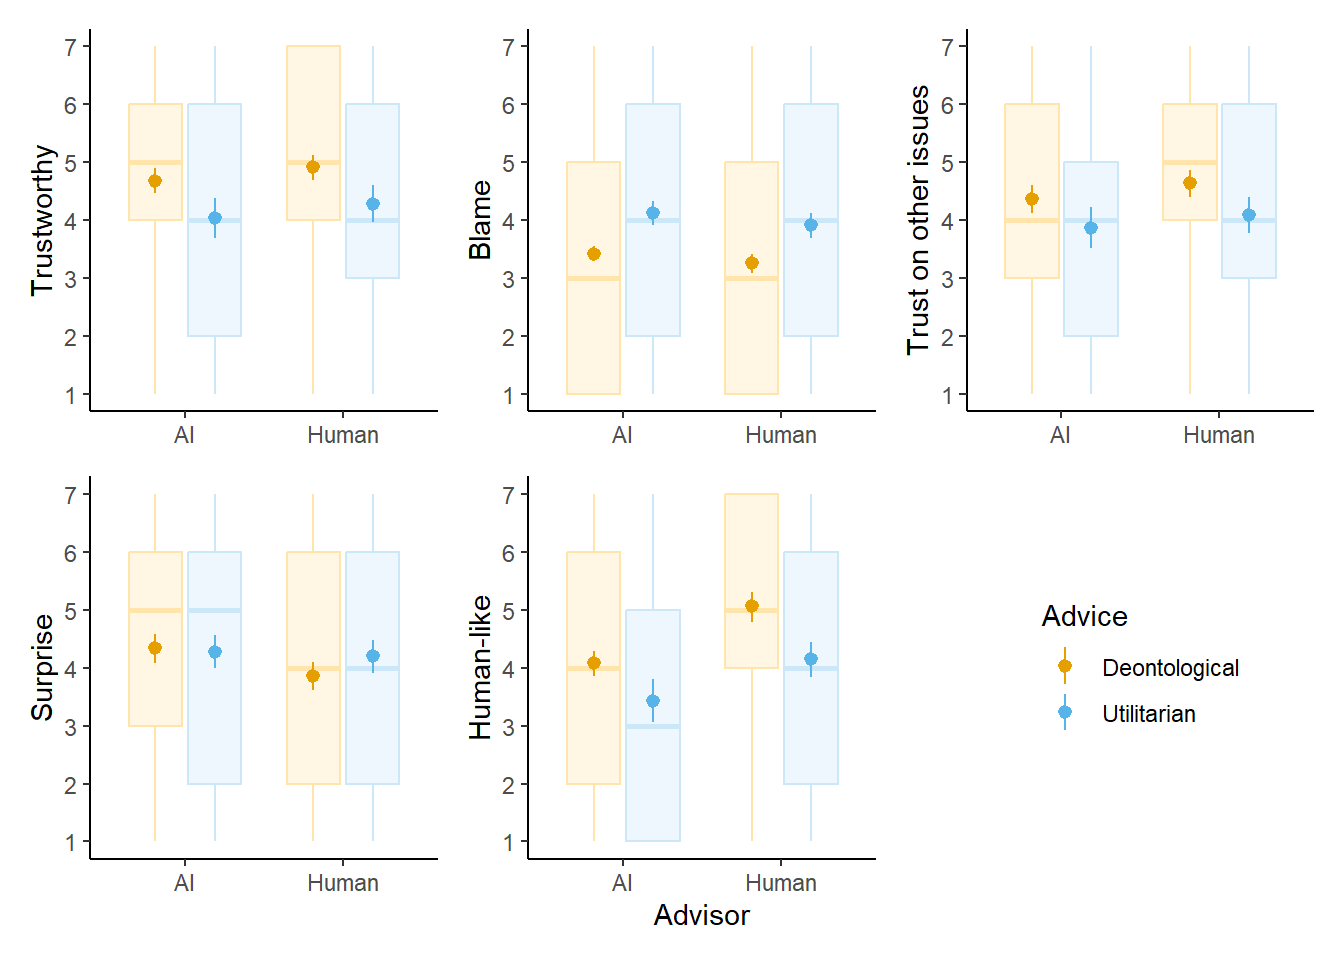 Trustworthy
7
6
5
4
3
2
1
AI
Human
Blame
7
6
5
4
3
2
1
AI
Human
Trust on other issues
7
6
5
4
3
2
1
AI
Human
Surprise
7
6
5
4
3
2
1
AI
Human
Human-like
7
6
5
4
3
2
1
AI
Human
Advisor
Advice
Deontological
Utilitarian